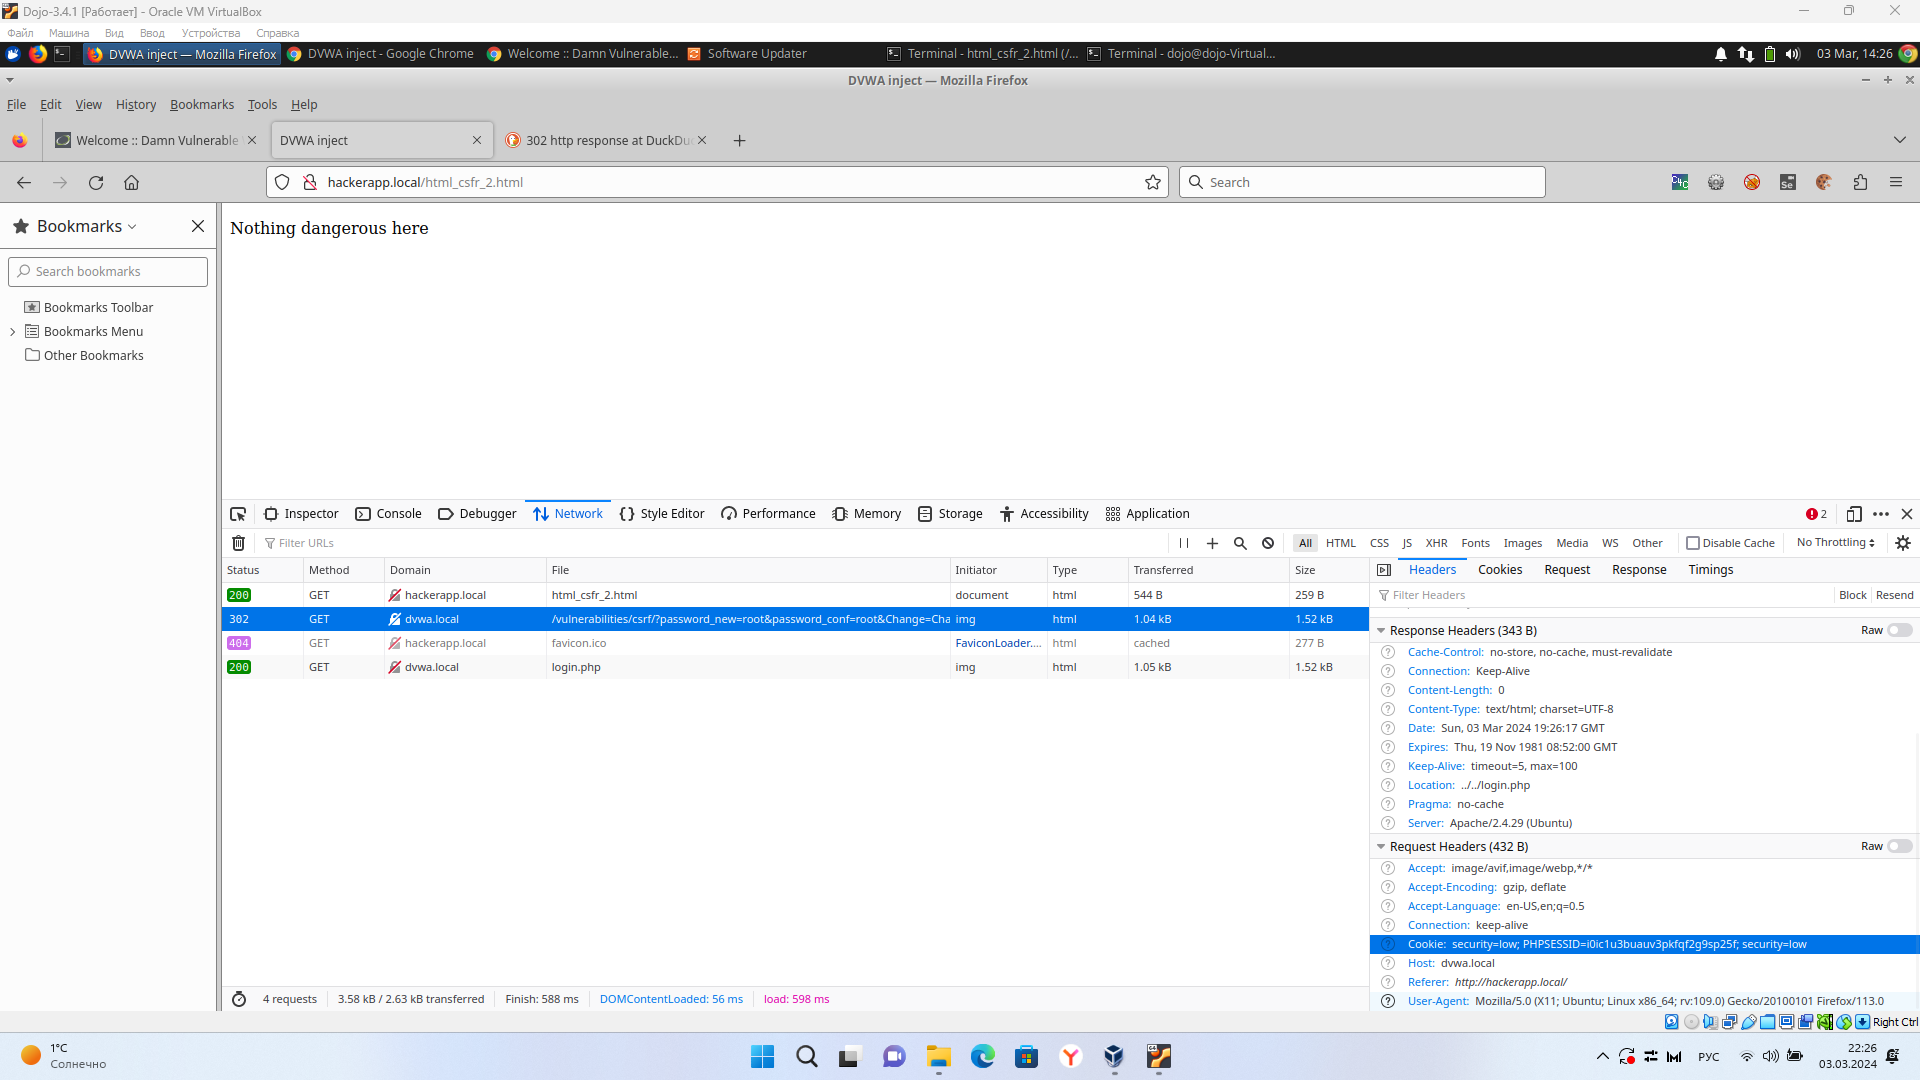 Dojo-3.4.1 [Работает] - Oracle VM VirtualBox
Файл Машина Вид Ввод Устройства Справка
DVWA inject — Mozilla Firefox DVWA inject - Google Chrome Welcome :: Damn Vulnerable... Software Updater Terminal - html_csfr_2.html (/... Terminal - dojo@dojo-Virtual... 03 Mar, 14:26
DVWA inject — Mozilla Firefox
File Edit View History Bookmarks Tools Help
Welcome :: Damn Vulnerable DVWA inject 302 http response at DuckDu
hackerapp.local/html_csfr_2.html Search
Bookmarks
Search bookmarks
Bookmarks Toolbar
Bookmarks Menu
Other Bookmarks
Nothing dangerous here
Inspector Console Debugger Network Style Editor Performance Memory Storage Accessibility Application 2
Filter URLs All HTML CSS JS XHR Fonts Images Media WS Other Disable Cache No Throttling
Status Method Domain File Initiator Type Transferred Size
200 GET hackerapp.local html_csfr_2.html document html 544 B 259 B
302 GET dvwa.local /vulnerabilities/csrf/?password_new=root&password_conf=root&Change=Cha img html 1.04 kB 1.52 kB
404 GET hackerapp.local favicon.ico FaviconLoader.... html cached 277 B
200 GET dvwa.local login.php img html 1.05 kB 1.52 kB
4 requests 3.58 kB / 2.63 kB transferred Finish: 588 ms DOMContentLoaded: 56 ms load: 598 ms
Headers Cookies Request Response Timings
Filter Headers Block Resend
Response Headers (343 B) Raw
Cache-Control: no-store, no-cache, must-revalidate
Connection: Keep-Alive
Content-Length: 0
Content-Type: text/html; charset=UTF-8
Date: Sun, 03 Mar 2024 19:26:17 GMT
Expires: Thu, 19 Nov 1981 08:52:00 GMT
Keep-Alive: timeout=5, max=100
Location: ../../login.php
Pragma: no-cache
Server: Apache/2.4.29 (Ubuntu)
Request Headers (432 B) Raw
Accept: image/avif,image/webp,*/*
Accept-Encoding: gzip, deflate
Accept-Language: en-US,en;q=0.5
Connection: keep-alive
Cookie: security=low; PHPSESSID=i0ic1u3buauv3pkfqf2g9sp25f; security=low
Host: dvwa.local
Referer: http://hackerapp.local/
User-Agent: Mozilla/5.0 (X11; Ubuntu; Linux x86_64; rv:109.0) Gecko/20100101 Firefox/113.0
Right Ctrl
1°C
Солнечно
РУС
22:26
03.03.2024